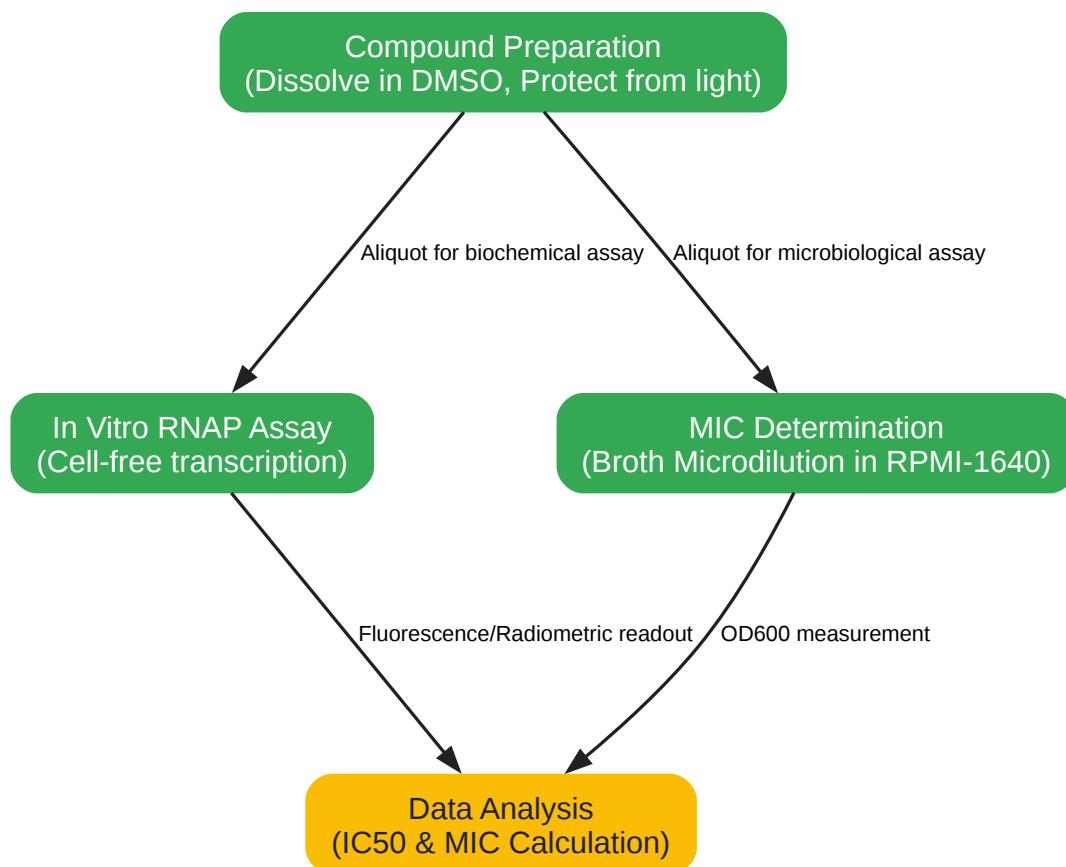 Compound Preparation
(Dissolve in DMSO, Protect from light)
Aliquot for biochemical assay
Aliquot for microbiological assay
In Vitro RNAP Assay
(Cell-free transcription)
MIC Determination
(Broth Microdilution in RPMI-1640)
Fluorescence/Radiometric readout
OD600 measurement
Data Analysis
(IC50 & MIC Calculation)